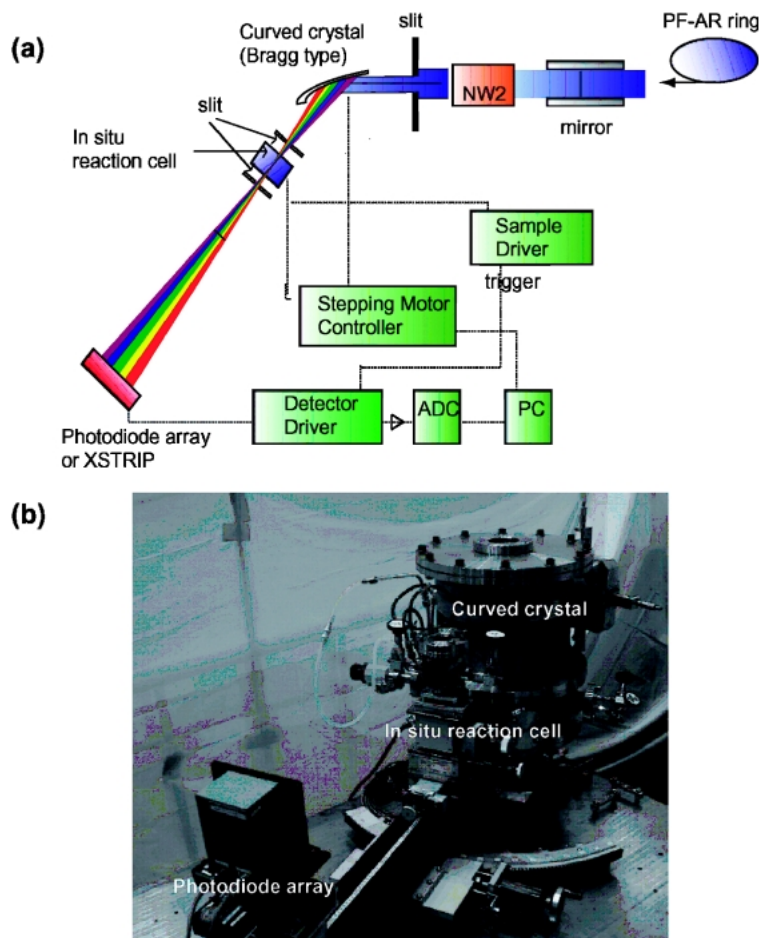 (a)
Curved crystal
(Bragg type)
slit
PF-AR ring
NW2
mirror
slit
In situ
reaction cell
Sample
Driver
trigger
Stepping Motor
Controller
Detector
Driver
ADC
PC
Photodiode array
or XSTRIP
(b)
Curved crystal
In situ reaction cell
Photodiode array